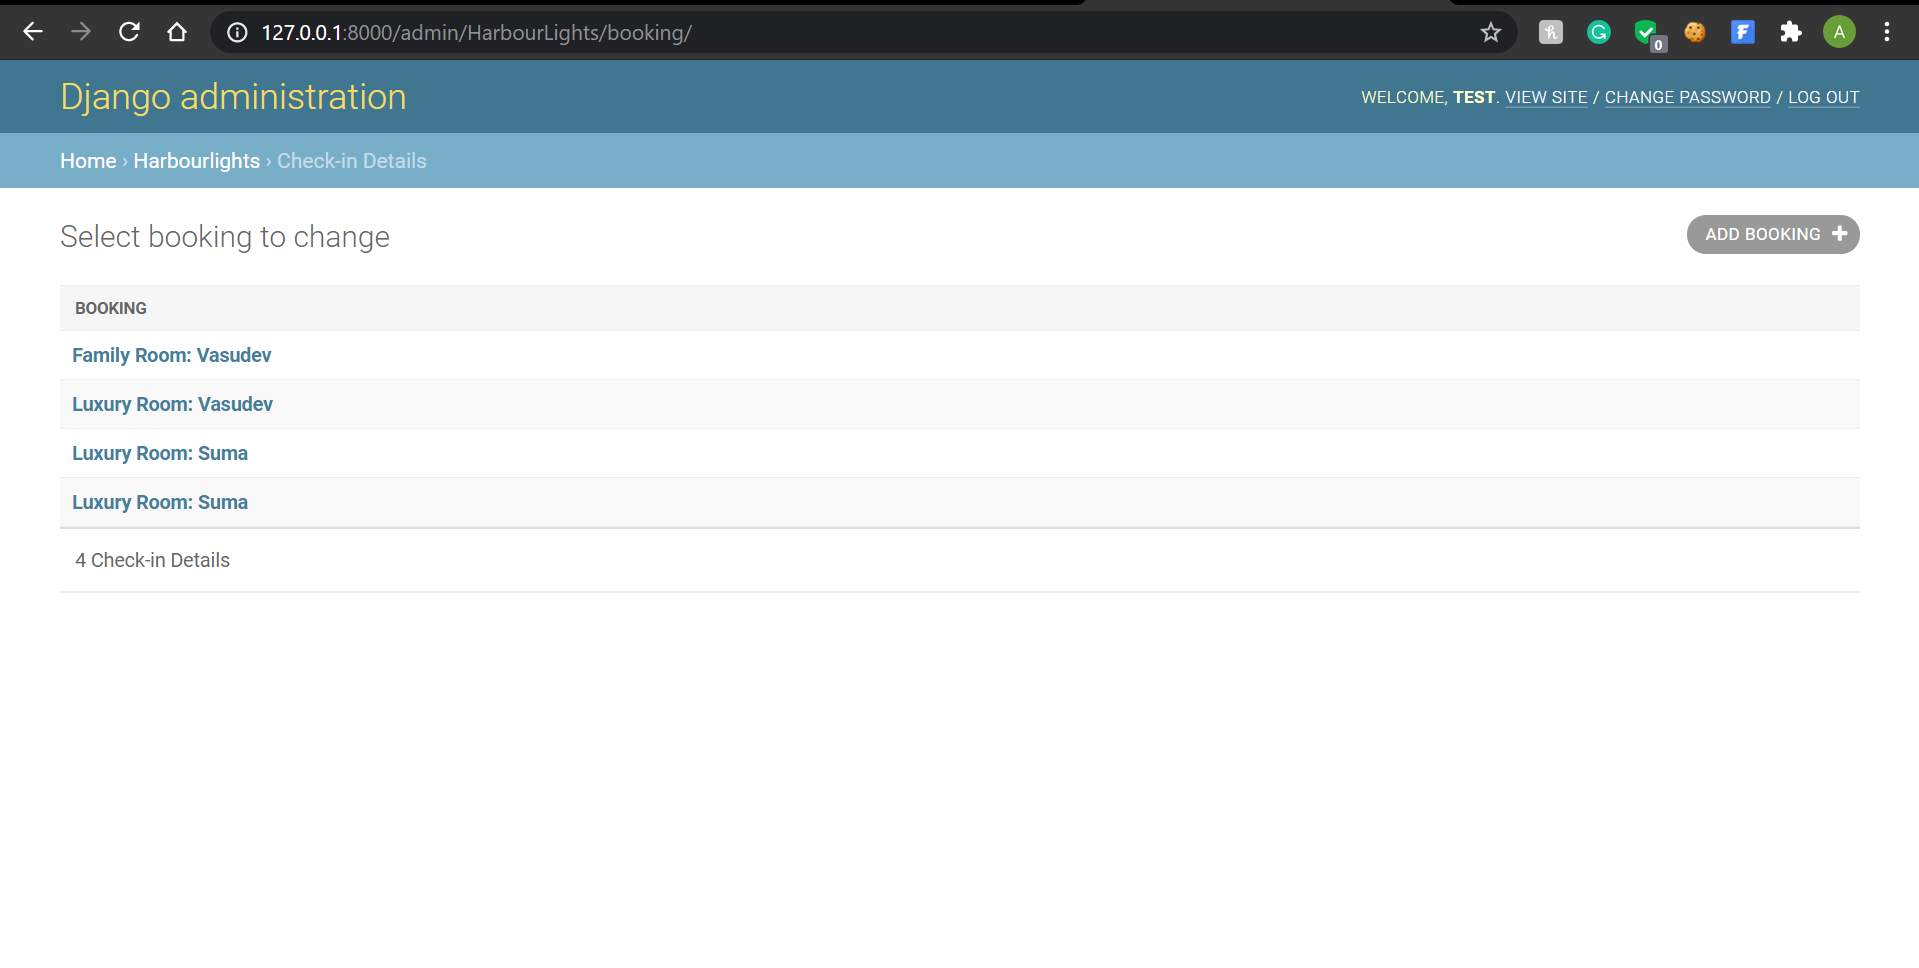 127.0.0.1:8000/admin/HarbourLights/booking/
0
A
Django administration
WELCOME, TEST. VIEW SITE / CHANGE PASSWORD / LOG OUT
Home › Harbourlights › Check-in Details
Select booking to change
ADD BOOKING
BOOKING
Family Room: Vasudev
Luxury Room: Vasudev
Luxury Room: Suma
Luxury Room: Suma
4 Check-in Details